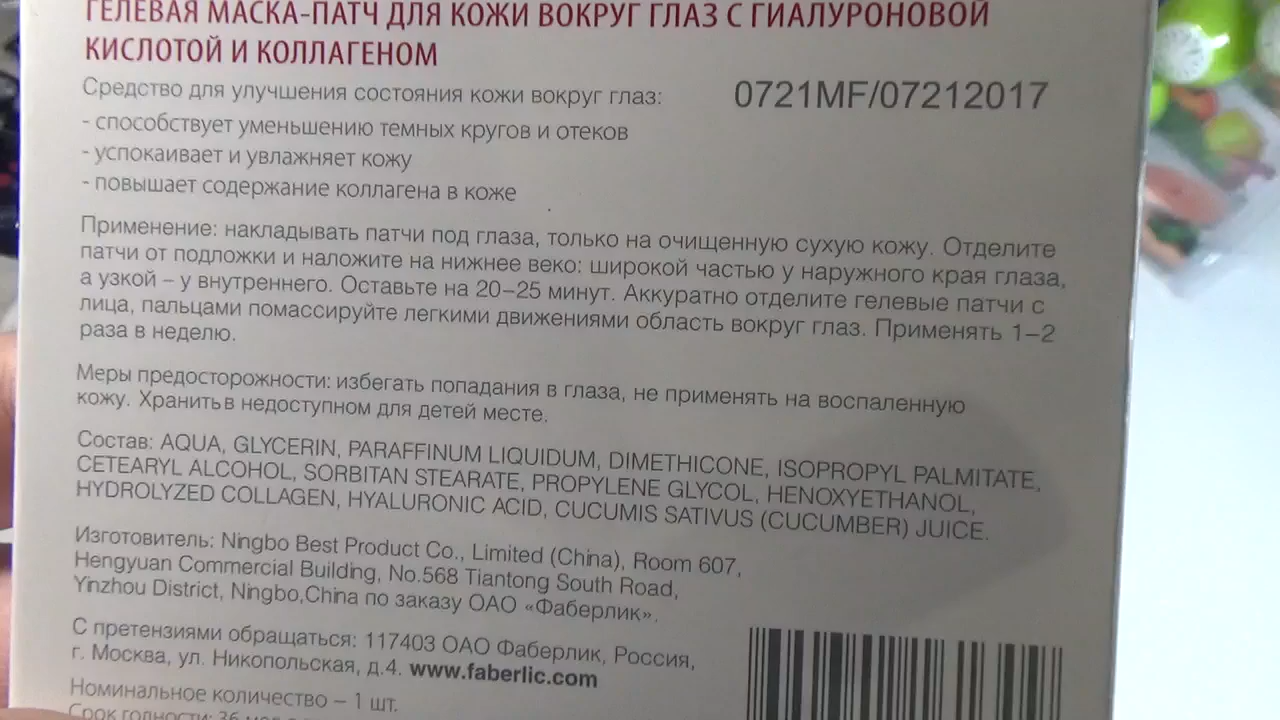 ГЕЛЕВАЯ МАСКА-ПАТЧ ДЛЯ КОЖИ ВОКРУГ ГЛАЗ С ГИАЛУРОНОВОЙ
КИСЛОТОЙ И КОЛЛАГЕНОМ
Средство для улучшения состояния кожи вокруг глаз:
0721MF/07212017
- способствует уменьшению темных кругов и отеков
- успокаивает и увлажняет кожу
- повышает содержание коллагена в коже
Применение: накладывать патчи под глаза, только на очищенную сухую кожу. Отделите
патчи от подложки и наложите на нижнее веко: широкой частью у наружного края глаза,
а узкой – у внутреннего. Оставьте на 20–25 минут. Аккуратно отделите гелевые патчи с
лица, пальцами помассируйте легкими движениями область вокруг глаз. Применять 1–2
раза в неделю.
Меры предосторожности: избегать попадания в глаза, не применять на воспаленную
кожу. Хранить в недоступном для детей месте.
Состав: AQUA, GLYCERIN, PARAFFINUM LIQUIDUM, DIMETHICONE, ISOPROPYL PALMITATE,
CETEARYL ALCOHOL, SORBITAN STEARATE, PROPYLENE GLYCOL, HENOXYETHANOL,
HYDROLYZED COLLAGEN, HYALURONIC ACID, CUCUMIS SATIVUS (CUCUMBER) JUICE.
Изготовитель: Ningbo Best Product Co., Limited (China), Room 607,
Hengyuan Commercial Building, No.568 Tiantong South Road,
Yinzhou District, Ningbo,China по заказу ОАО «Фаберлик».
С претензиями обращаться: 117403 ОАО Фаберлик, Россия,
г. Москва, ул. Никопольская, д.4. www.faberlic.com
Номинальное количество – 1 шт.
Срок годности: 36